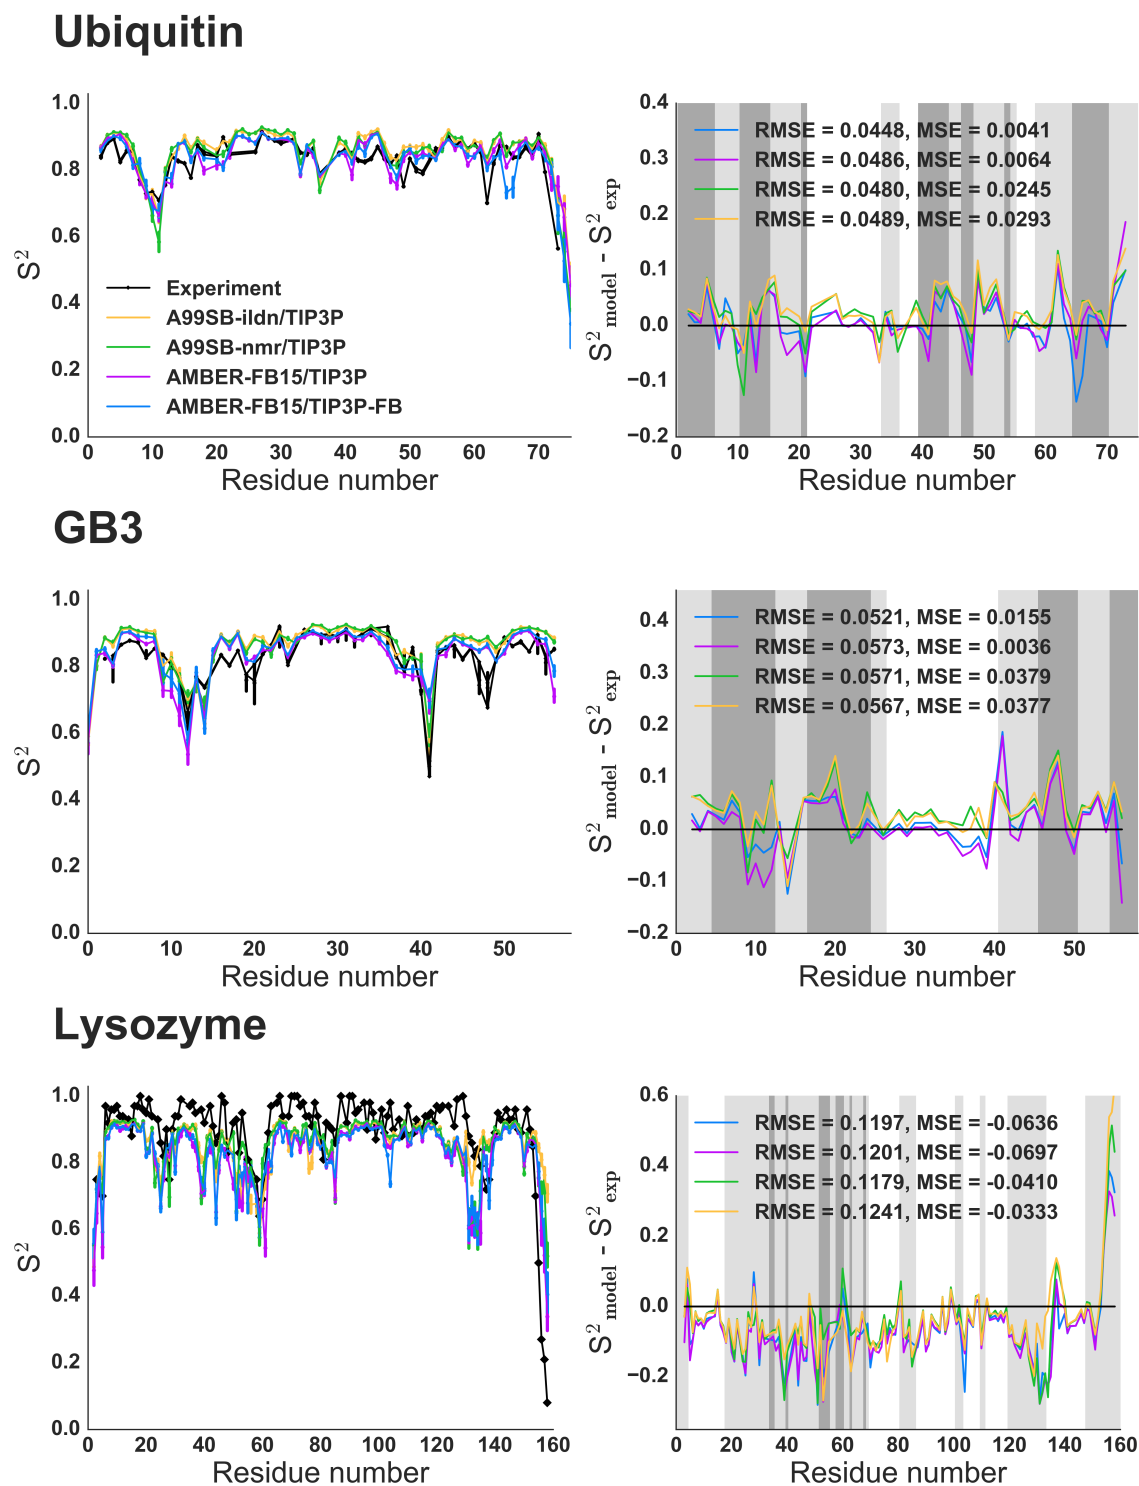 Ubiquitin
1.0
0.8
0.6
0.4
0.2
0.0
S²
Experiment
A99SB-ildn/TIP3P
A99SB-nmr/TIP3P
AMBER-FB15/TIP3P
AMBER-FB15/TIP3P-FB
0 10 20 30 40 50 60 70
Residue number
0.4
0.3
0.2
0.1
0.0
−0.1
−0.2
S² model - S² exp
RMSE = 0.0448, MSE = 0.0041
RMSE = 0.0486, MSE = 0.0064
RMSE = 0.0480, MSE = 0.0245
RMSE = 0.0489, MSE = 0.0293
0 10 20 30 40 50 60 70
Residue number
GB3
1.0
0.8
0.6
0.4
0.2
0.0
S²
0 10 20 30 40 50
Residue number
0.4
0.3
0.2
0.1
0.0
−0.1
−0.2
S² model - S² exp
RMSE = 0.0521, MSE = 0.0155
RMSE = 0.0573, MSE = 0.0036
RMSE = 0.0571, MSE = 0.0379
RMSE = 0.0567, MSE = 0.0377
0 10 20 30 40 50
Residue number
Lysozyme
1.0
0.8
0.6
0.4
0.2
0.0
S²
0 20 40 60 80 100 120 140 160
Residue number
0.6
0.4
0.2
0.0
−0.2
S² model - S² exp
RMSE = 0.1197, MSE = -0.0636
RMSE = 0.1201, MSE = -0.0697
RMSE = 0.1179, MSE = -0.0410
RMSE = 0.1241, MSE = -0.0333
0 20 40 60 80 100 120 140 160
Residue number